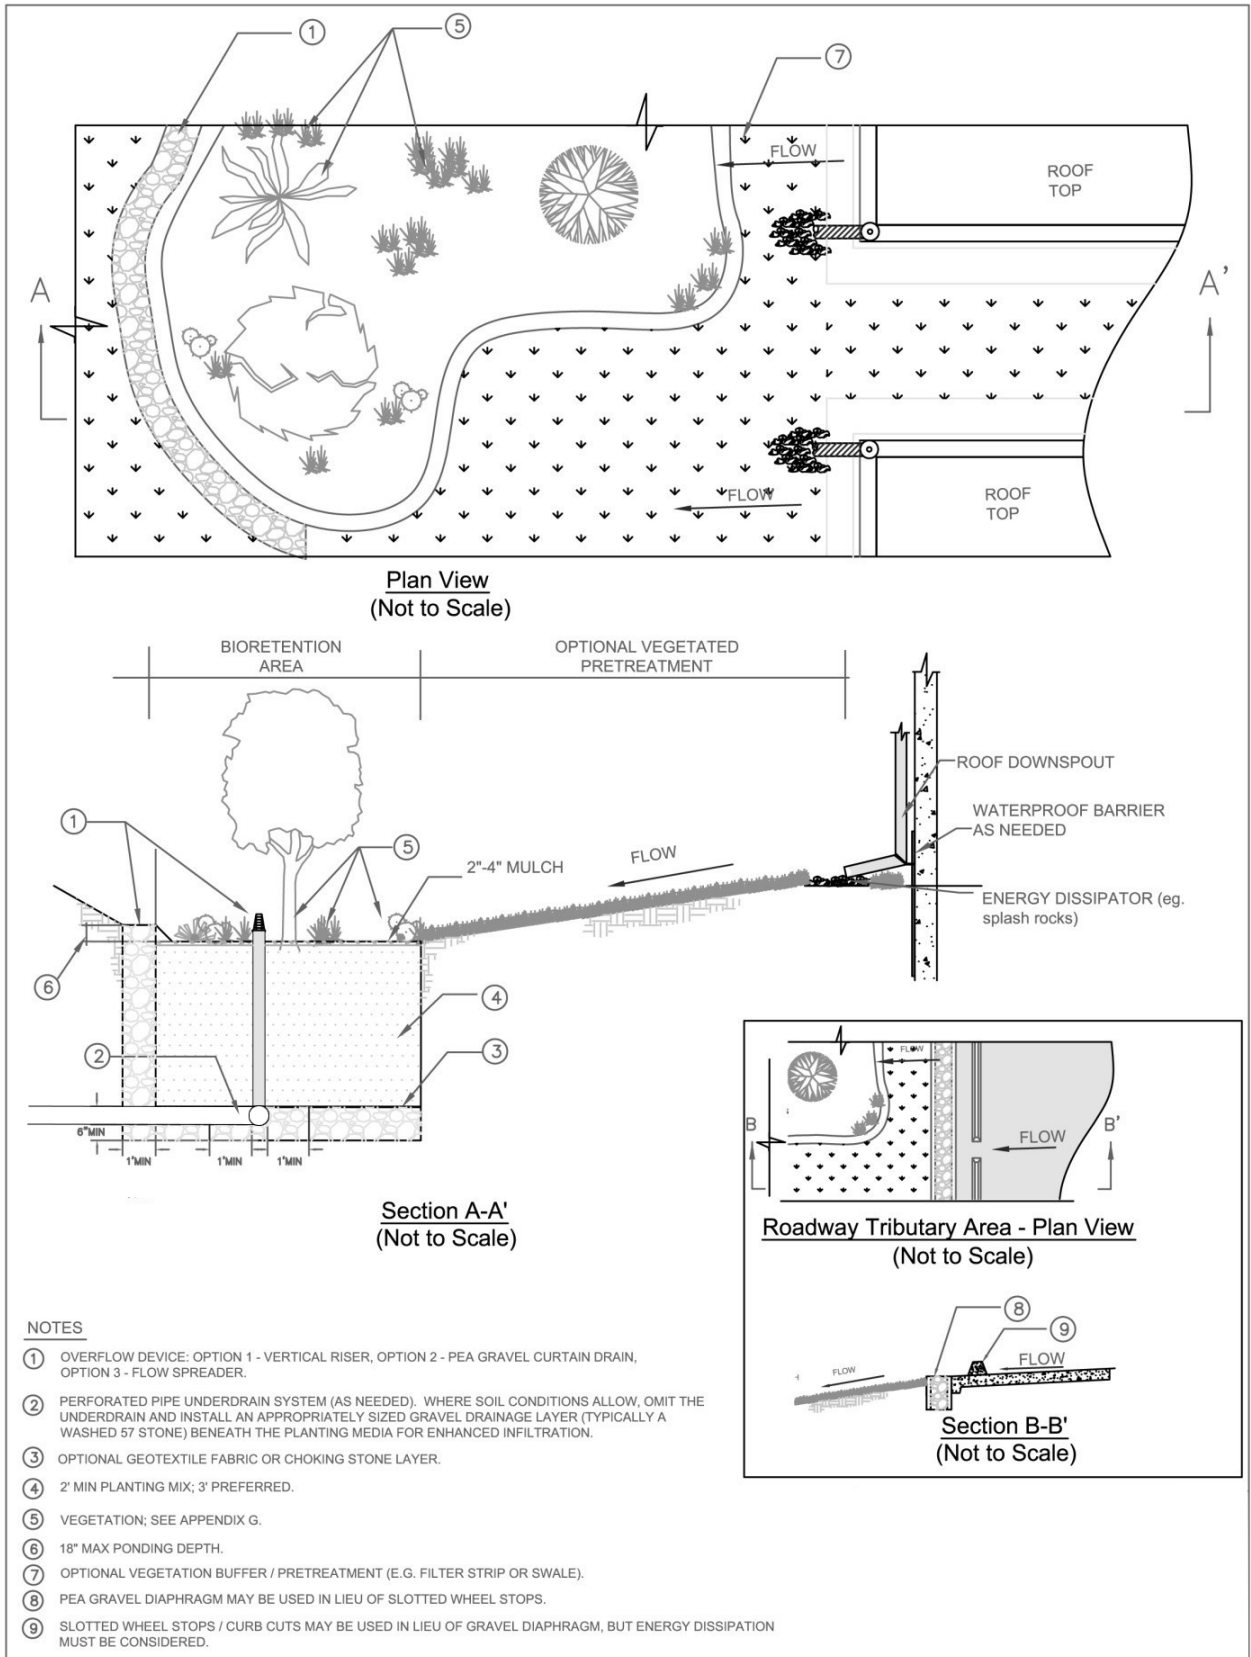 1
5
7
FLOW
ROOF
TOP
A
A'
FLOW
ROOF
TOP
Plan View
(Not to Scale)
BIORETENTION
AREA
OPTIONAL VEGETATED
PRETREATMENT
ROOF DOWNSPOUT
WATERPROOF BARRIER
AS NEEDED
1
5
2"-4" MULCH
FLOW
ENERGY DISSIPATOR (eg.
splash rocks)
6
4
3
2
6"MIN
1'MIN
1'MIN
1'MIN
Section A-A'
(Not to Scale)
FLOW
B
B'
FLOW
Roadway Tributary Area - Plan View
(Not to Scale)
8
9
FLOW
FLOW
Section B-B'
(Not to Scale)
NOTES
1 OVERFLOW DEVICE: OPTION 1 - VERTICAL RISER, OPTION 2 - PEA GRAVEL CURTAIN DRAIN,
OPTION 3 - FLOW SPREADER.
2 PERFORATED PIPE UNDERDRAIN SYSTEM (AS NEEDED). WHERE SOIL CONDITIONS ALLOW, OMIT THE
UNDERDRAIN AND INSTALL AN APPROPRIATELY SIZED GRAVEL DRAINAGE LAYER (TYPICALLY A
WASHED 57 STONE) BENEATH THE PLANTING MEDIA FOR ENHANCED INFILTRATION.
3 OPTIONAL GEOTEXTILE FABRIC OR CHOKING STONE LAYER.
4 2' MIN PLANTING MIX; 3' PREFERRED.
5 VEGETATION; SEE APPENDIX G.
6 18" MAX PONDING DEPTH.
7 OPTIONAL VEGETATION BUFFER / PRETREATMENT (E.G. FILTER STRIP OR SWALE).
8 PEA GRAVEL DIAPHRAGM MAY BE USED IN LIEU OF SLOTTED WHEEL STOPS.
9 SLOTTED WHEEL STOPS / CURB CUTS MAY BE USED IN LIEU OF GRAVEL DIAPHRAGM, BUT ENERGY DISSIPATION
MUST BE CONSIDERED.